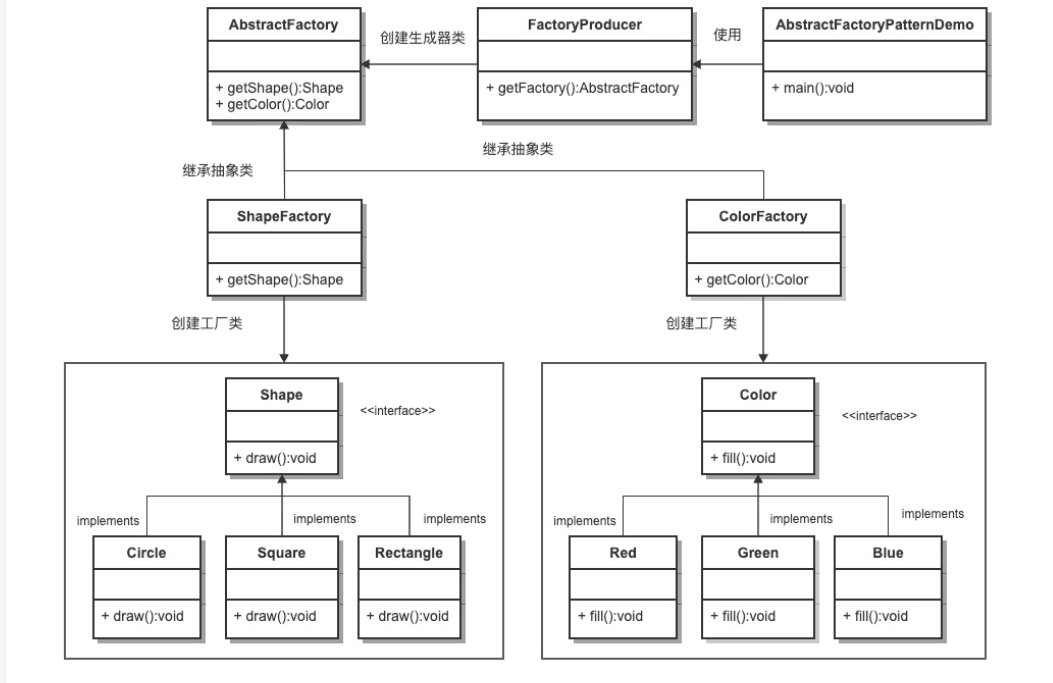 AbstractFactory
+ getShape():Shape
+ getColor():Color
创建生成器类
FactoryProducer
+ getFactory():AbstractFactory
使用
AbstractFactoryPatternDemo
+ main():void
继承抽象类
继承抽象类
ShapeFactory
+ getShape():Shape
ColorFactory
+ getColor():Color
创建工厂类
创建工厂类
Shape
<<interface>>
+ draw():void
implements
implements
implements
Circle
+ draw():void
Square
+ draw():void
Rectangle
+ draw():void
Color
<<interface>>
+ fill():void
implements
implements
implements
Red
+ fill():void
Green
+ fill():void
Blue
+ fill():void